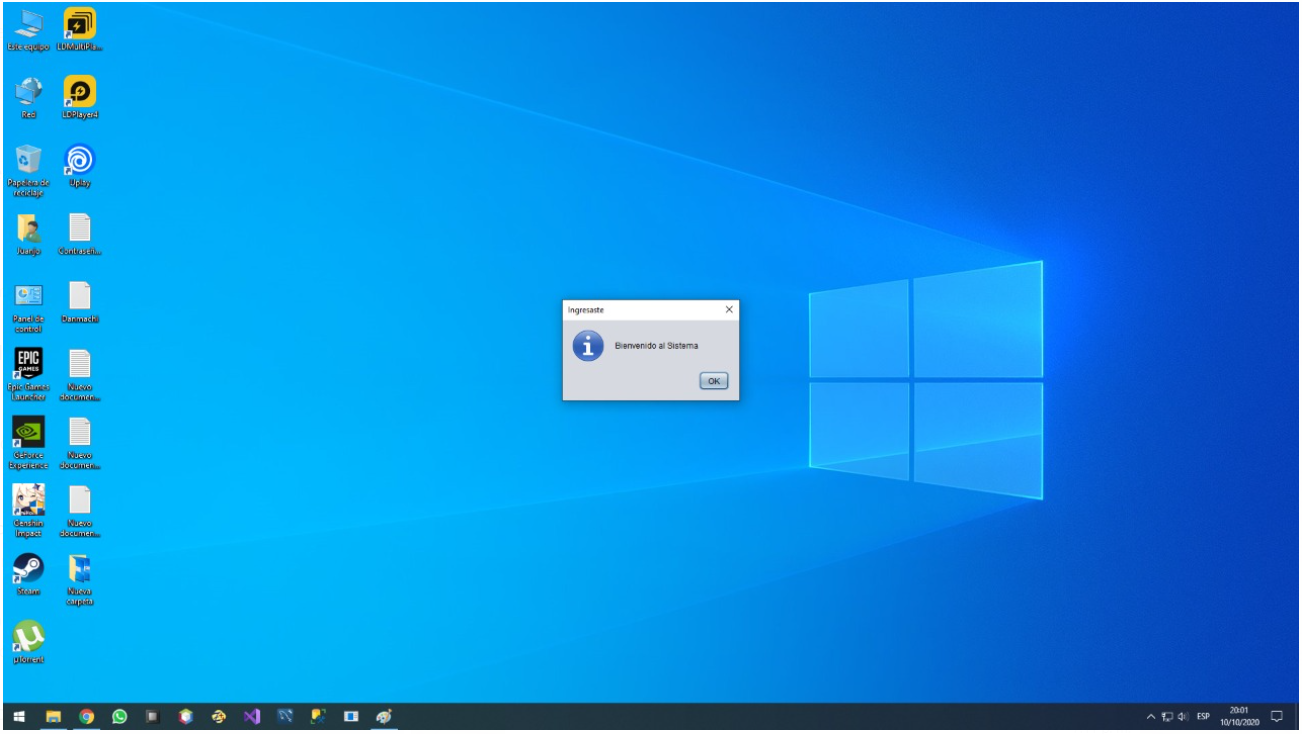 Este equipo
LDMultiPla...
Red
LDPlayer4
Papelera de
reciclaje
Uplay
Juanjo
Contraseñ...
Panel de
control
EPIC
GAMES
Epic Games
Launcher
Nuevo
documen...
GeForce
Experience
Nuevo
documen...
Genshin
Impact
Nuevo
documen...
Steam
Nueva
carpeta
µTorrent
Ingresaste
Bienvenido al Sistema
OK
ESP
20:01
10/10/2020